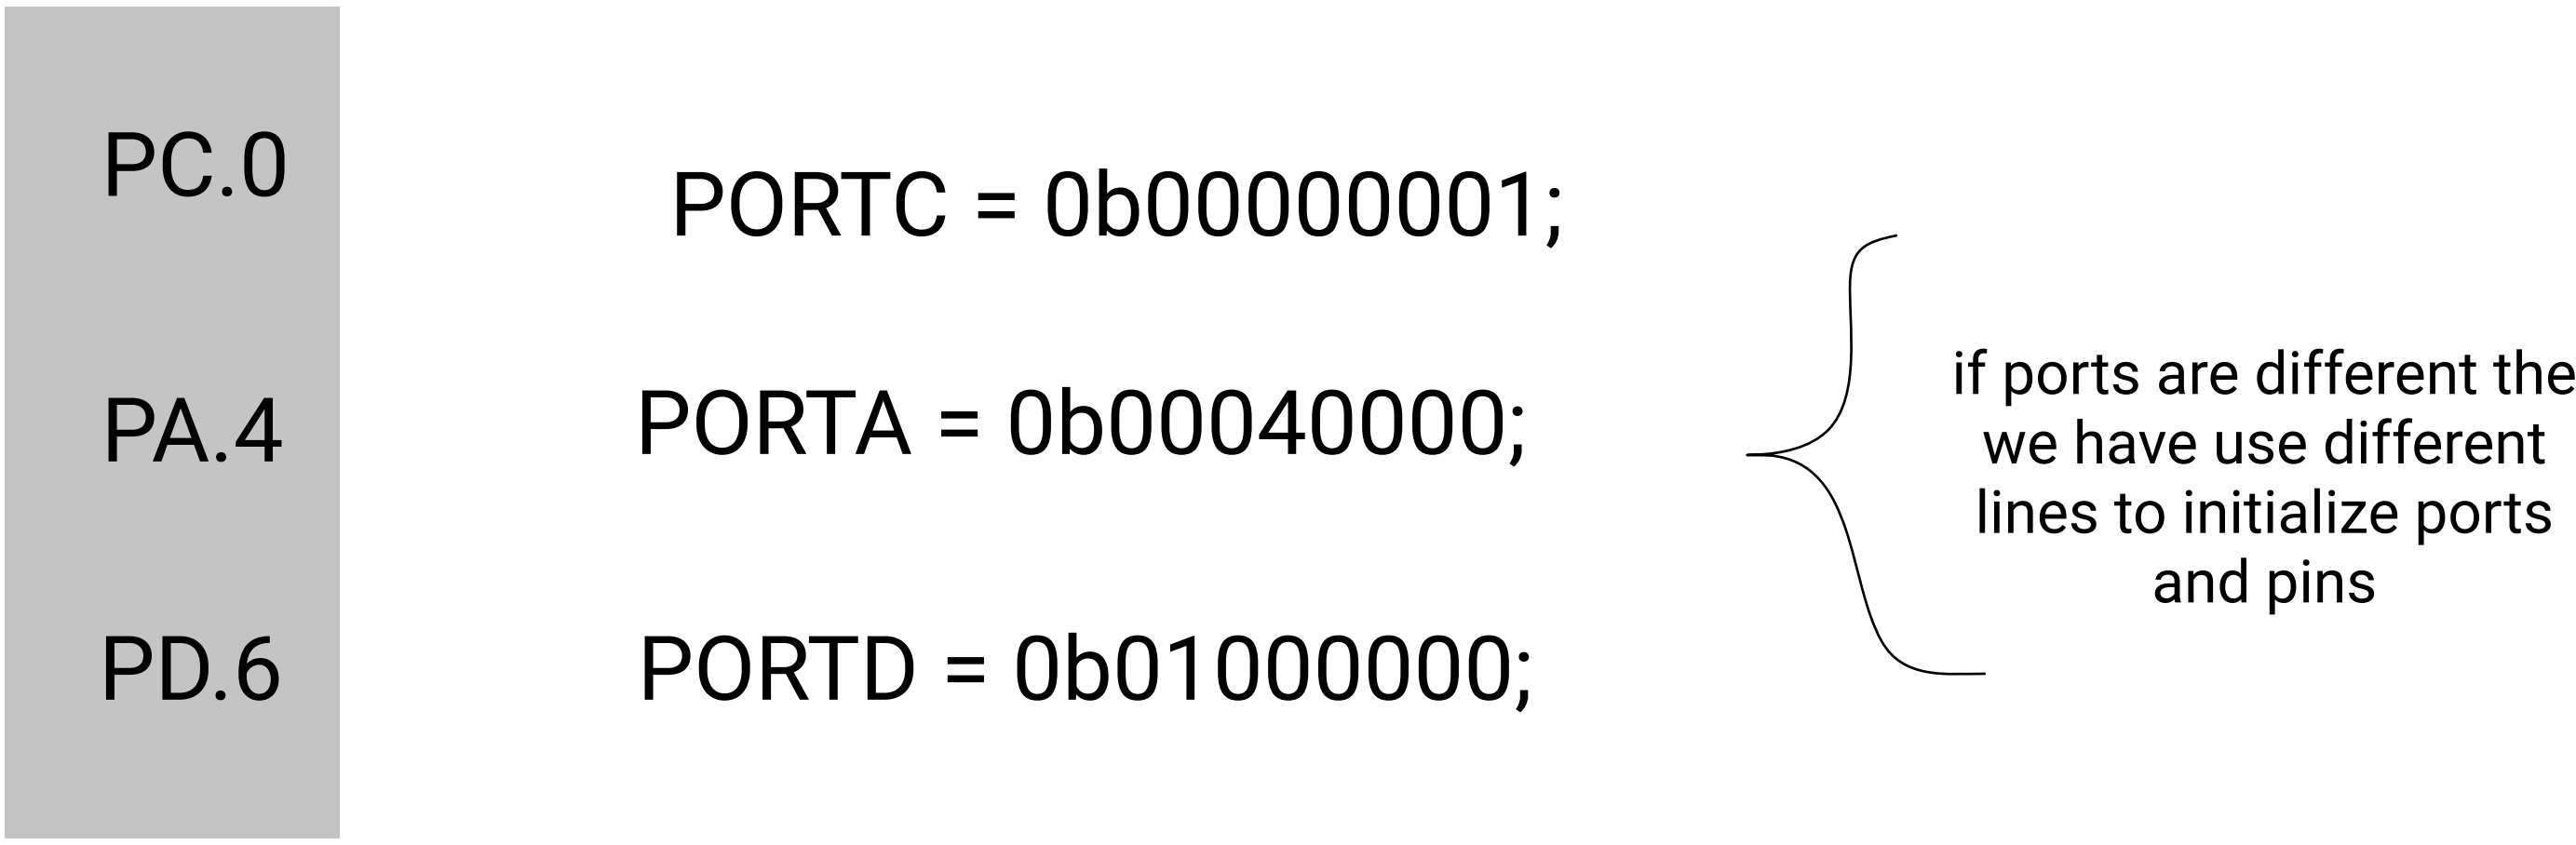 PC.0
PORTC = 0b00000001;
PA.4
PORTA = 0b00040000;
PD.6
PORTD = 0b01000000;
if ports are different the
we have use different
lines to initialize ports
and pins